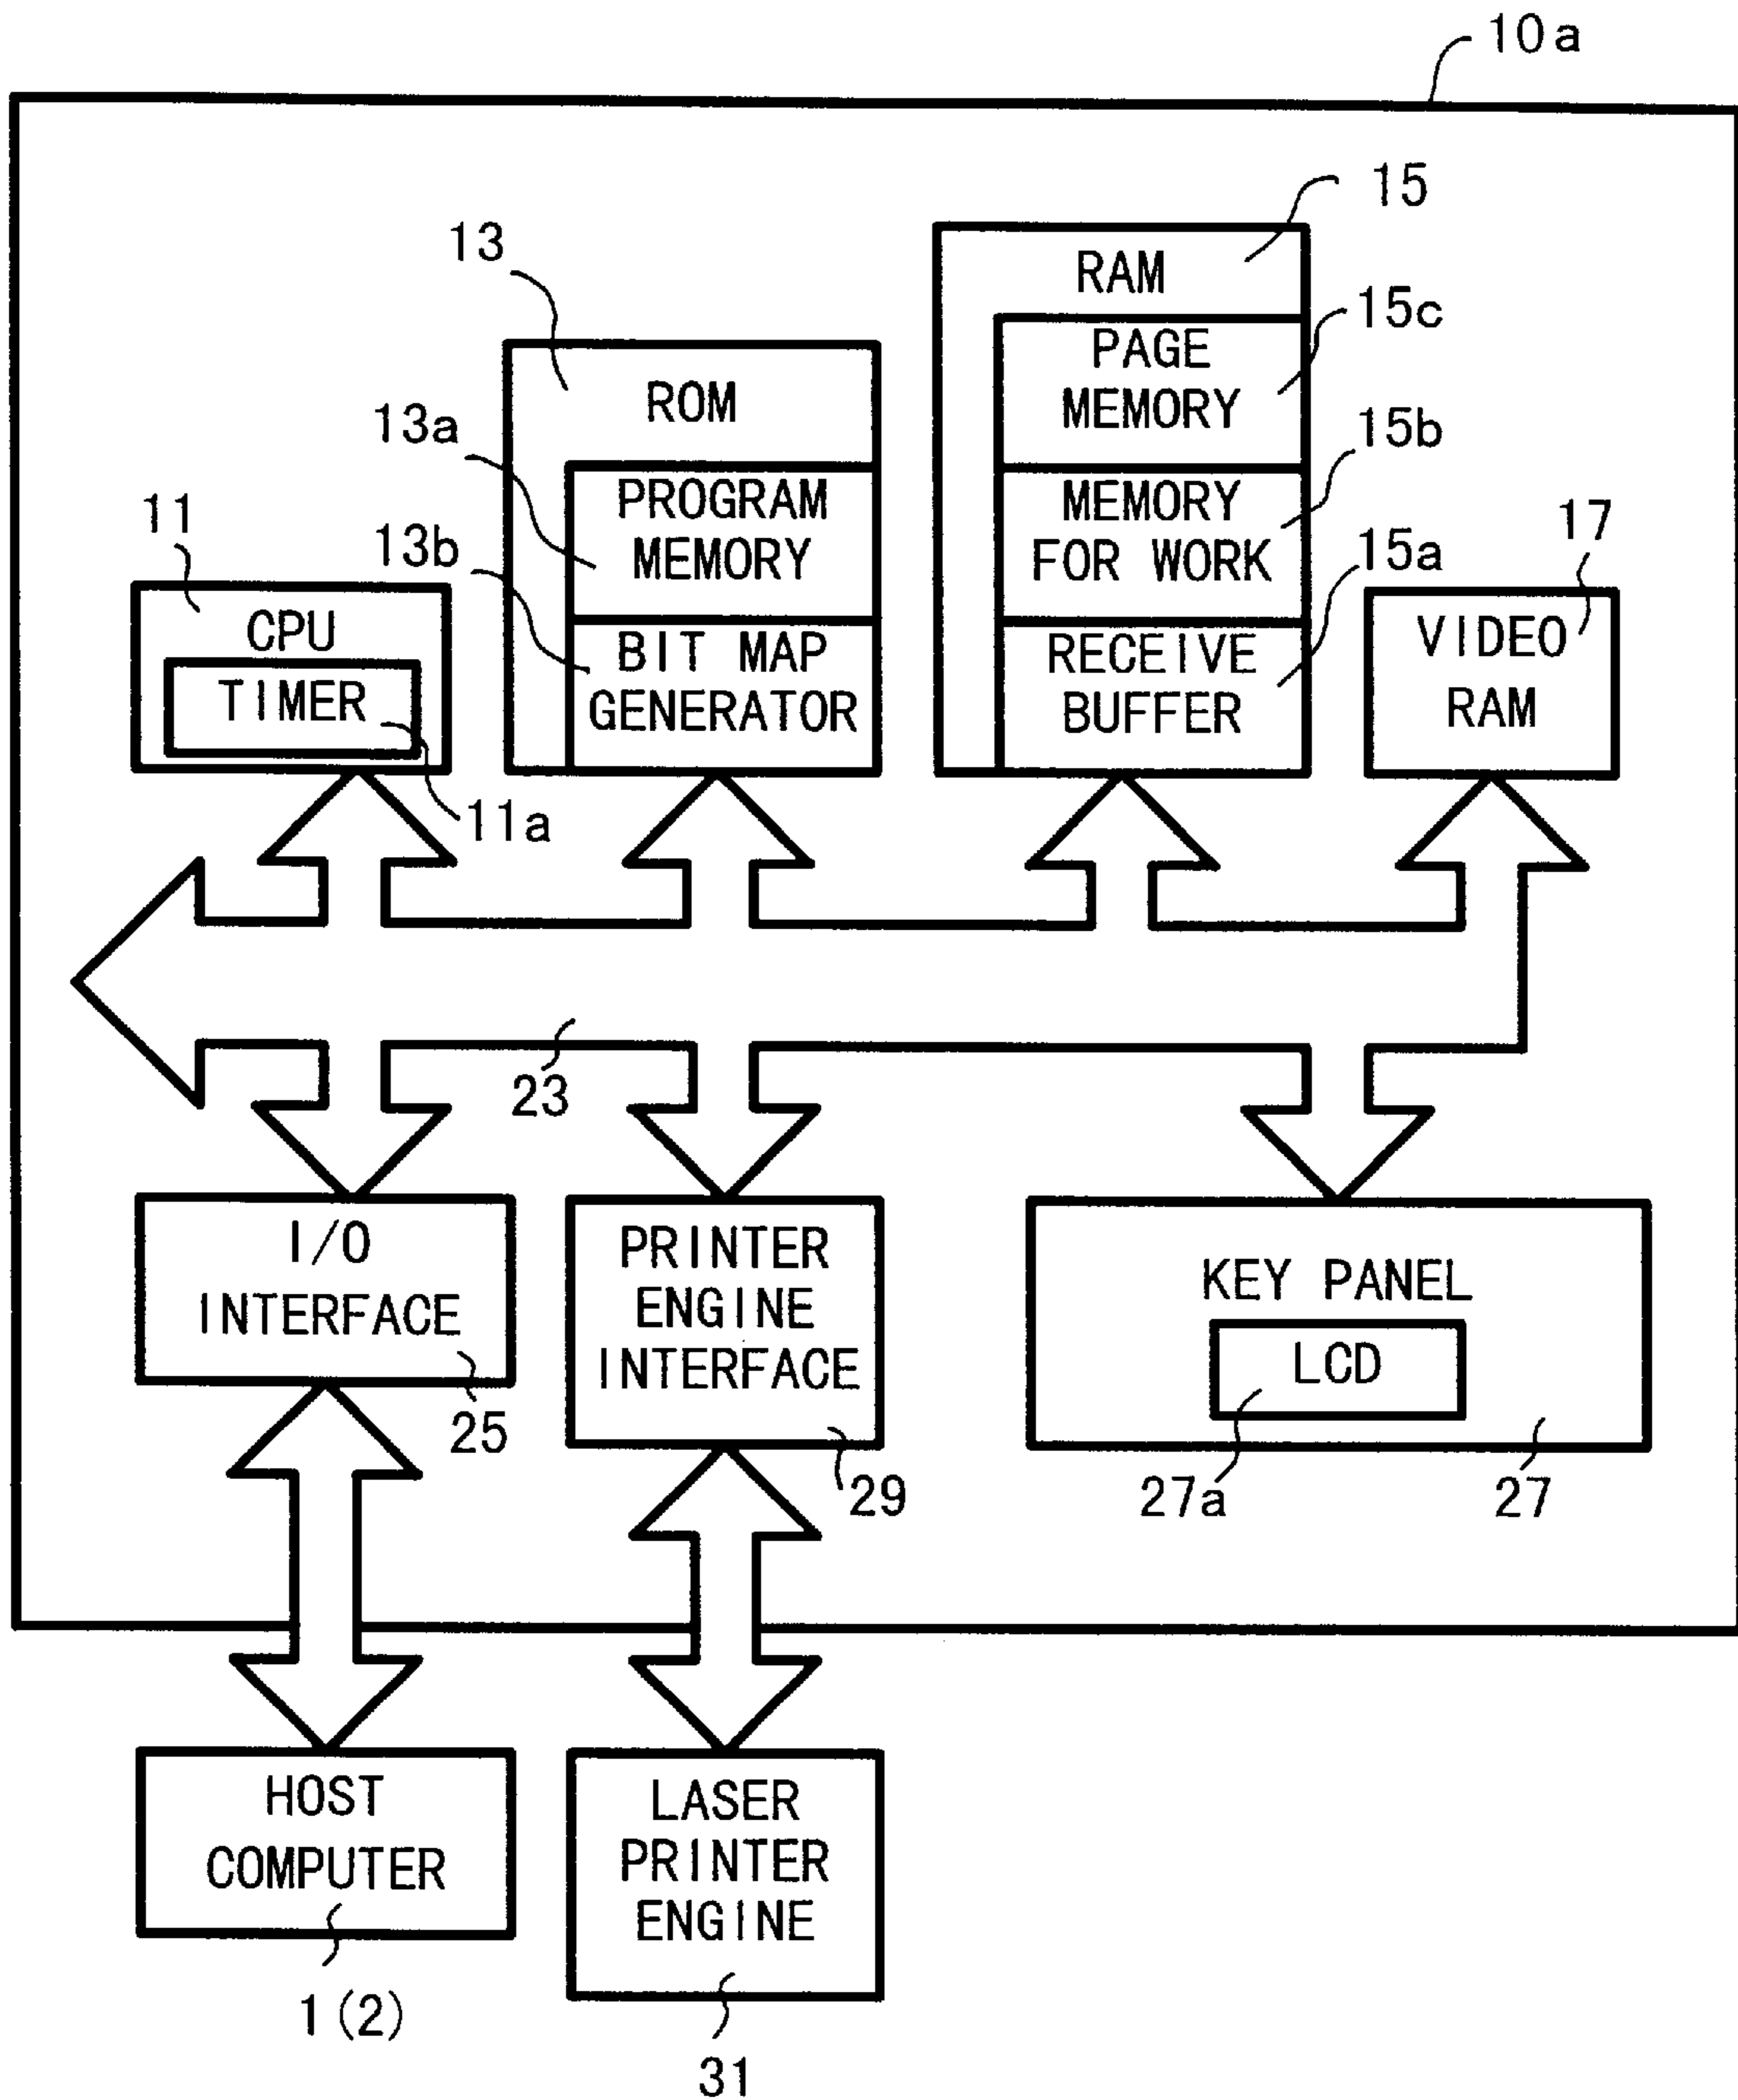 10a
15
13
RAM
15c
PAGE
MEMORY
ROM
13a
15b
PROGRAM
MEMORY
MEMORY
FOR WORK
11
13b
15a
17
CPU
TIMER
BIT MAP
GENERATOR
RECEIVE
BUFFER
VIDEO
RAM
11a
23
I/O
INTERFACE
PRINTER
ENGINE
INTERFACE
KEY PANEL
LCD
25
29
27a
27
HOST
COMPUTER
LASER
PRINTER
ENGINE
1(2)
31